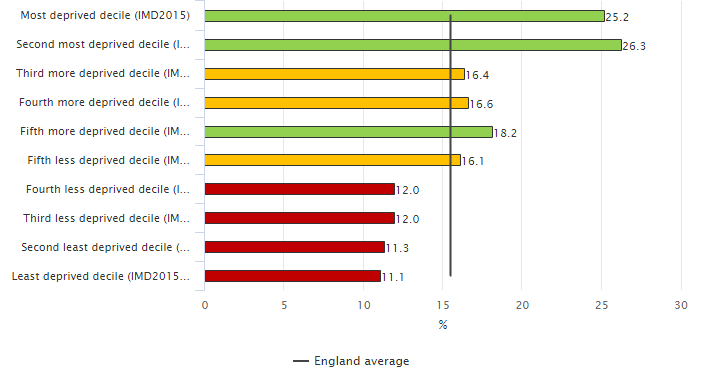 Most deprived decile (IMD2015)
25.2
Second most deprived decile (I...
26.3
Third more deprived decile (IM...
16.4
Fourth more deprived decile (I...
16.6
Fifth more deprived decile (IM...
18.2
Fifth less deprived decile (IM...
16.1
Fourth less deprived decile (I...
12.0
Third less deprived decile (IM...
12.0
Second least deprived decile (...
11.3
Least deprived decile (IMD2015...
11.1
0 5 10 15 20 25 30
%
England average